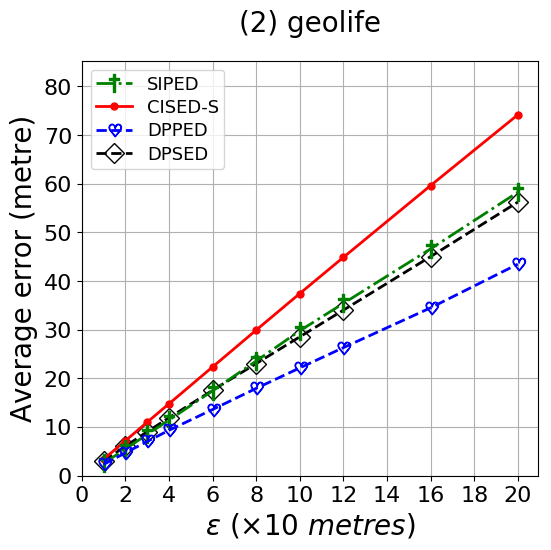 (2) geolife
SIPED
CISED-S
DPPED
DPSED
Average error (metre)
80
70
60
50
40
30
20
10
0
0 2 4 6 8 10 12 14 16 18 20
ε (×10 metres)